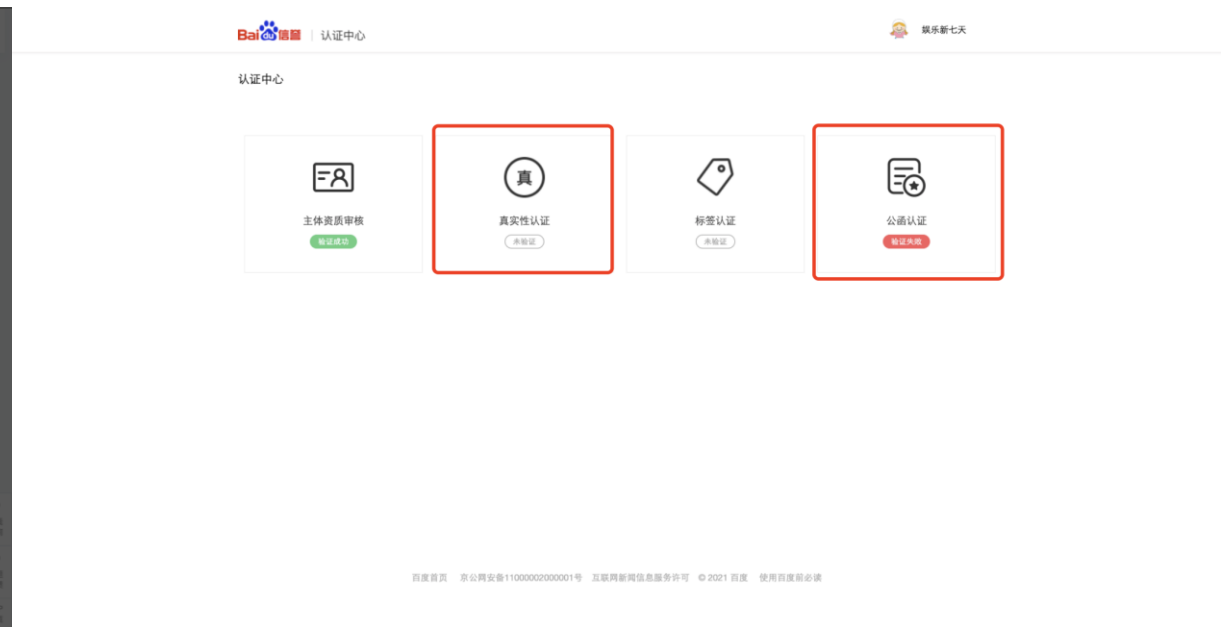 Bai du 信誉 | 认证中心
娱乐新七天
认证中心
真
主体资质审核
真实性认证
标签认证
公函认证
验证成功
未验证
未验证
验证失败
百度首页 京公网安备11000002000001号 互联网新闻信息服务许可 © 2021 百度 使用百度前必读